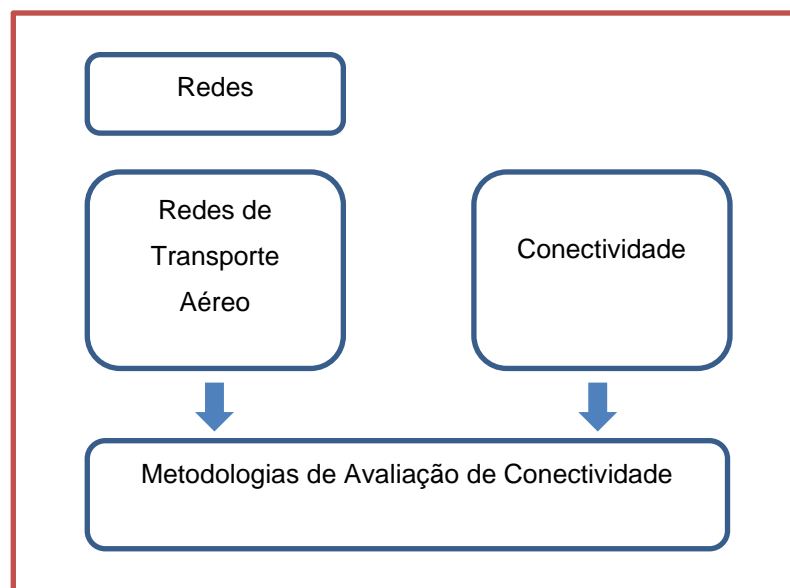 Redes
Redes de
Transporte
Aéreo
Conectividade
Metodologias de Avaliação de Conectividade